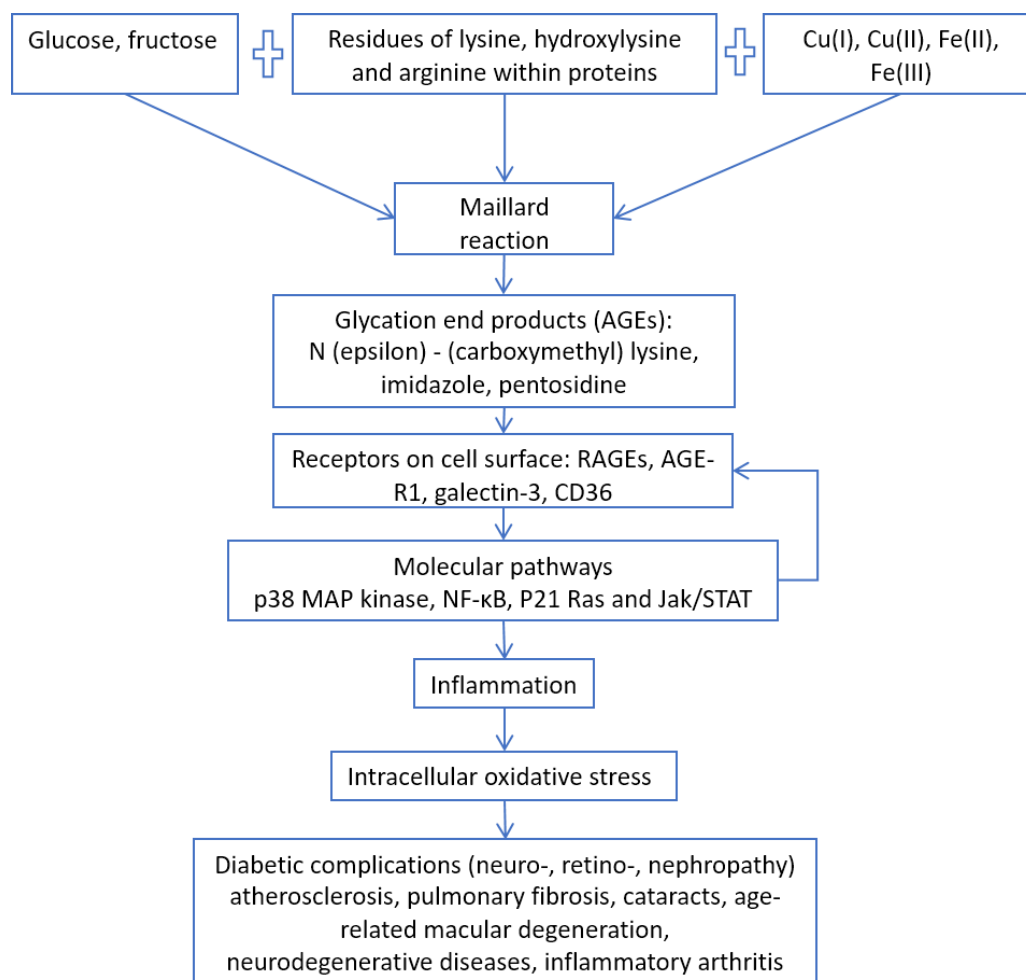 Glucose, fructose
Residues of lysine, hydroxylysine
and arginine within proteins
Cu(I), Cu(II), Fe(II),
Fe(III)
Maillard
reaction
Glycation end products (AGEs):
N (epsilon) - (carboxymethyl) lysine,
imidazole, pentosidine
Receptors on cell surface: RAGEs, AGE-
R1, galectin-3, CD36
Molecular pathways
p38 MAP kinase, NF-κB, P21 Ras and Jak/STAT
Inflammation
Intracellular oxidative stress
Diabetic complications (neuro-, retino-, nephropathy)
atherosclerosis, pulmonary fibrosis, cataracts, age-
related macular degeneration,
neurodegenerative diseases, inflammatory arthritis